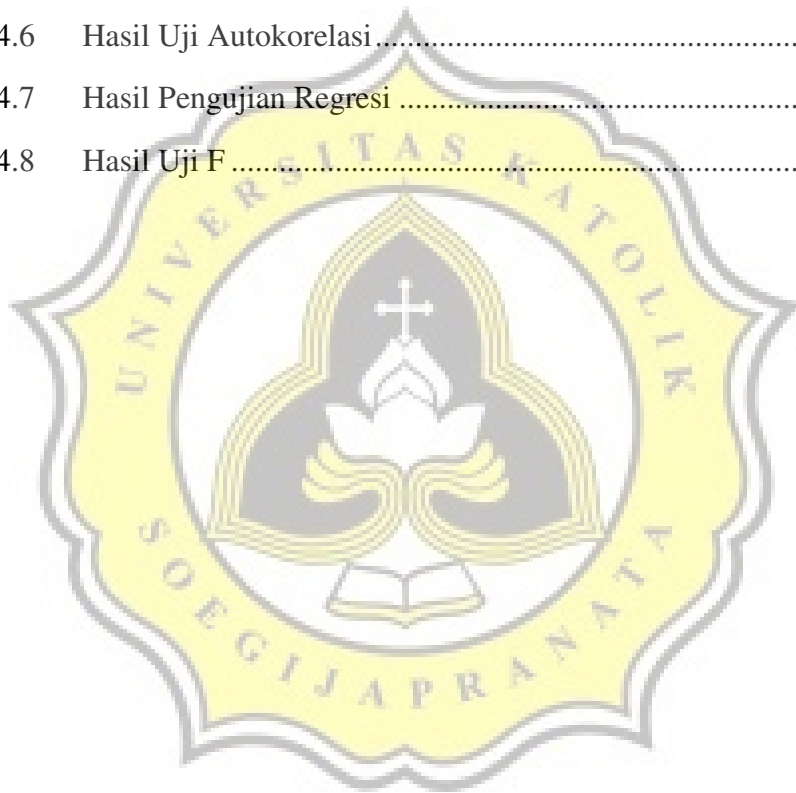 4.6 Hasil Uji Autokorelasi ................................................................
4.7 Hasil Pengujian Regresi ................................................................
4.8 Hasil Uji F ................................................................
UNIVERSITAS KATOLIK
SOEGIJAPRANATA